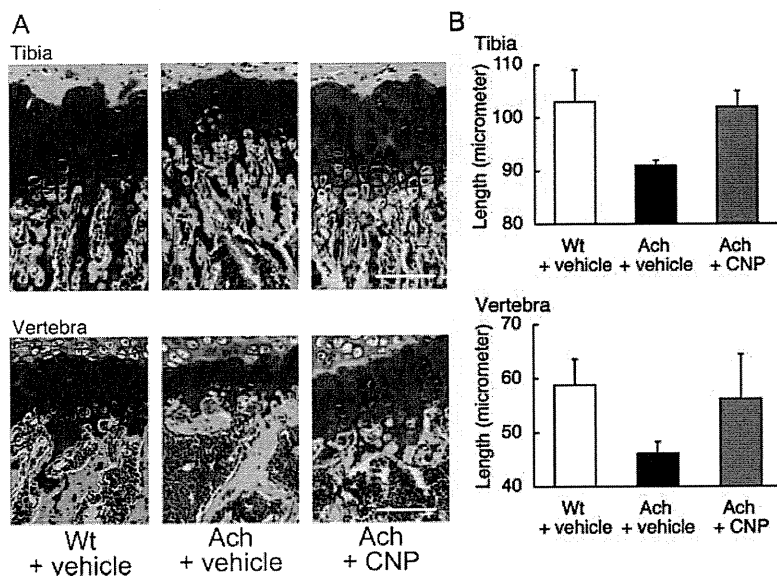 A
Tibia
Vertebra
Wt
+ vehicle
Ach
+ vehicle
Ach
+ CNP
B
Tibia
Length (micrometer)
110
100
90
80
Wt
+ vehicle
Ach
+ vehicle
Ach
+ CNP
Vertebra
Length (micrometer)
70
60
50
40
Wt
+ vehicle
Ach
+ vehicle
Ach
+ CNP